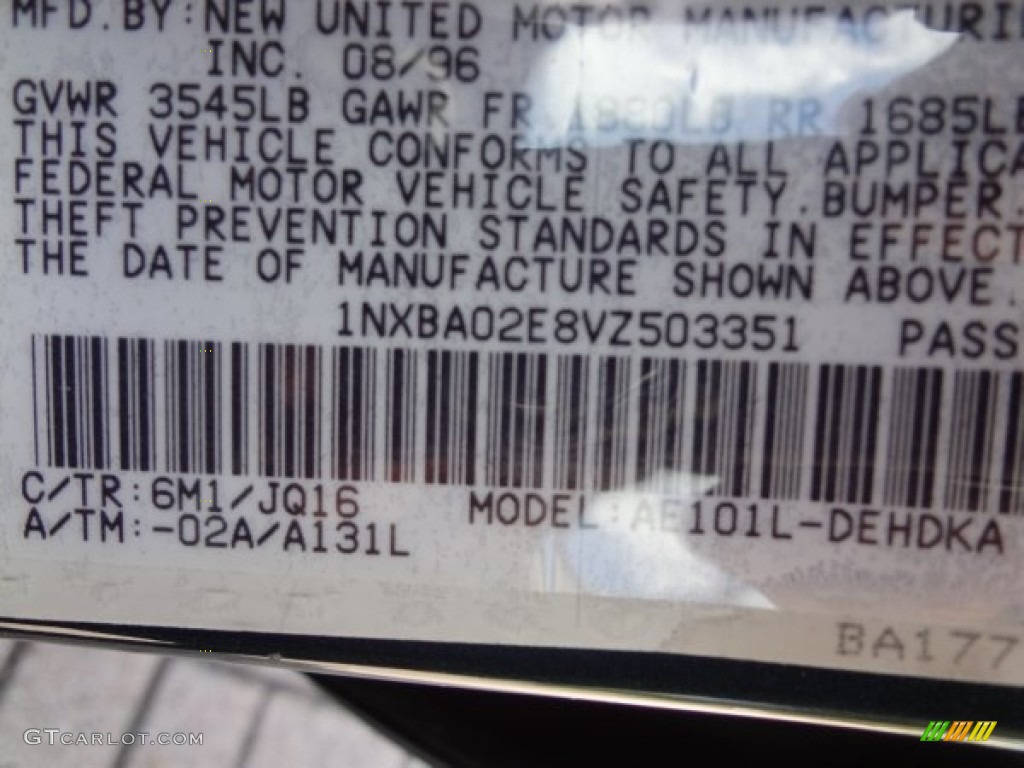 MFD.BY:NEW UNITED MOTOR MANUFACTURI
INC. 08/96
GVWR 3545LB GAWR FR RR 1685LB
THIS VEHICLE CONFORMS TO ALL APPLICA
FEDERAL MOTOR VEHICLE SAFETY.BUMPER.
THEFT PREVENTION STANDARDS IN EFFECT
THE DATE OF MANUFACTURE SHOWN ABOVE.
1NXBA02E8VZ503351 PASS
C/TR:6M1/JQ16 MODEL:AE101L-DEHDKA
A/TM:-02A/A131L
BA177
GTCARLOT.COM